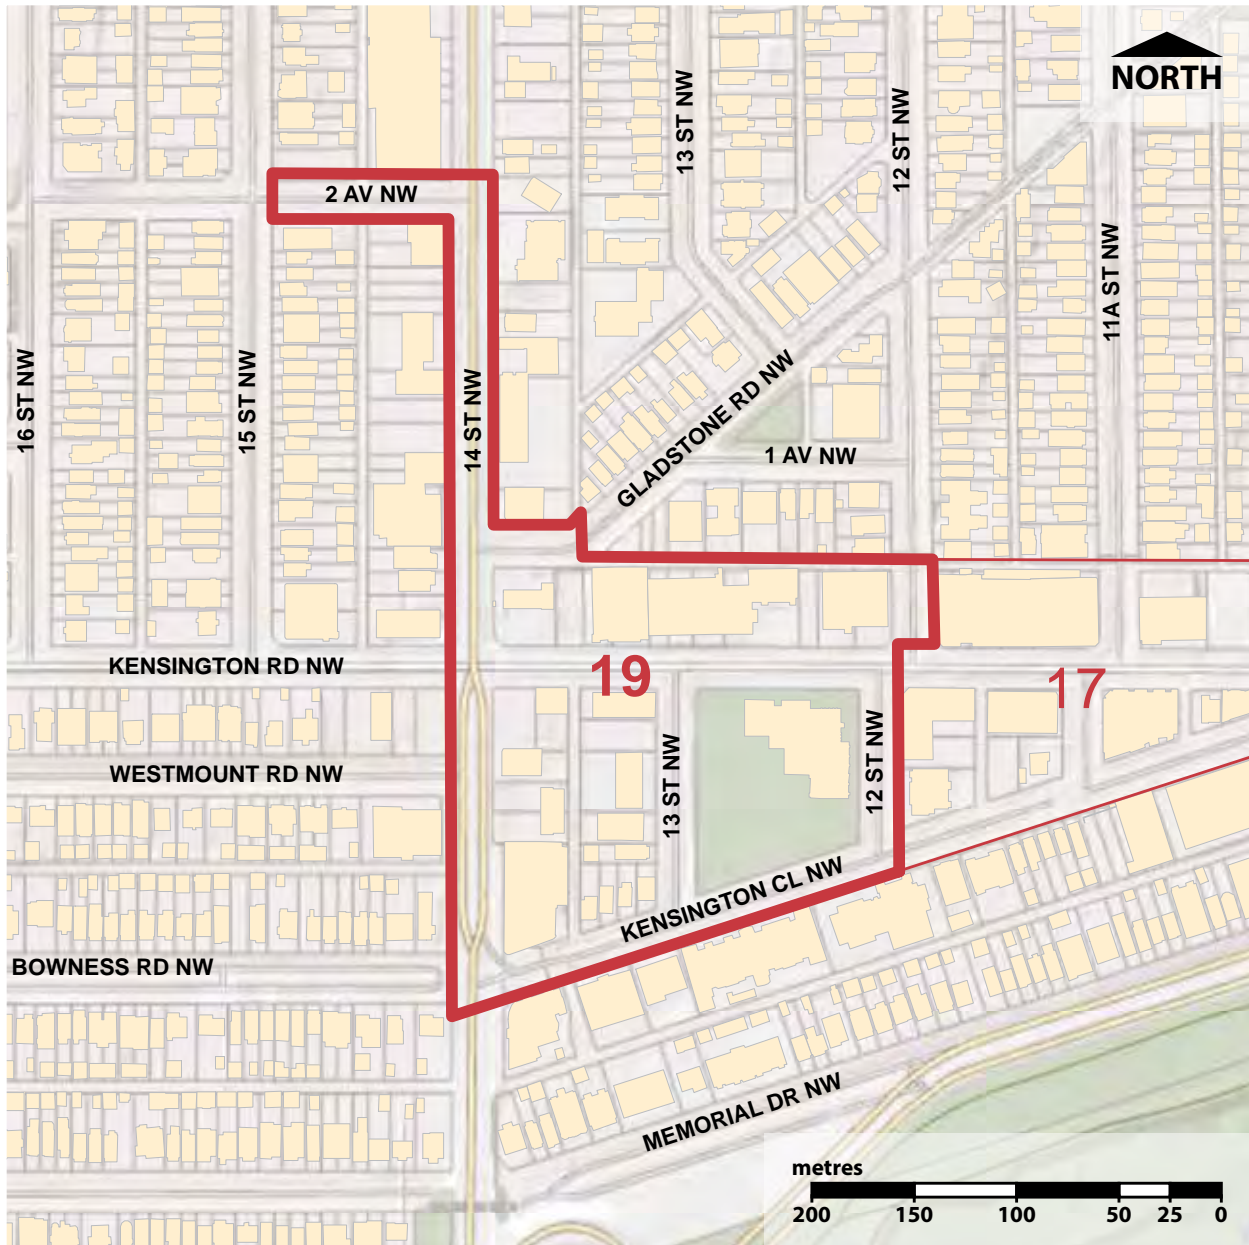 NORTH
13 ST NW
12 ST NW
2 AV NW
11A ST NW
16 ST NW
15 ST NW
14 ST NW
GLADSTONE RD NW
1 AV NW
KENSINGTON RD NW
19
17
WESTMOUNT RD NW
13 ST NW
12 ST NW
KENSINGTON CL NW
BOWNESS RD NW
MEMORIAL DR NW
metres
200 150 100 50 25 0